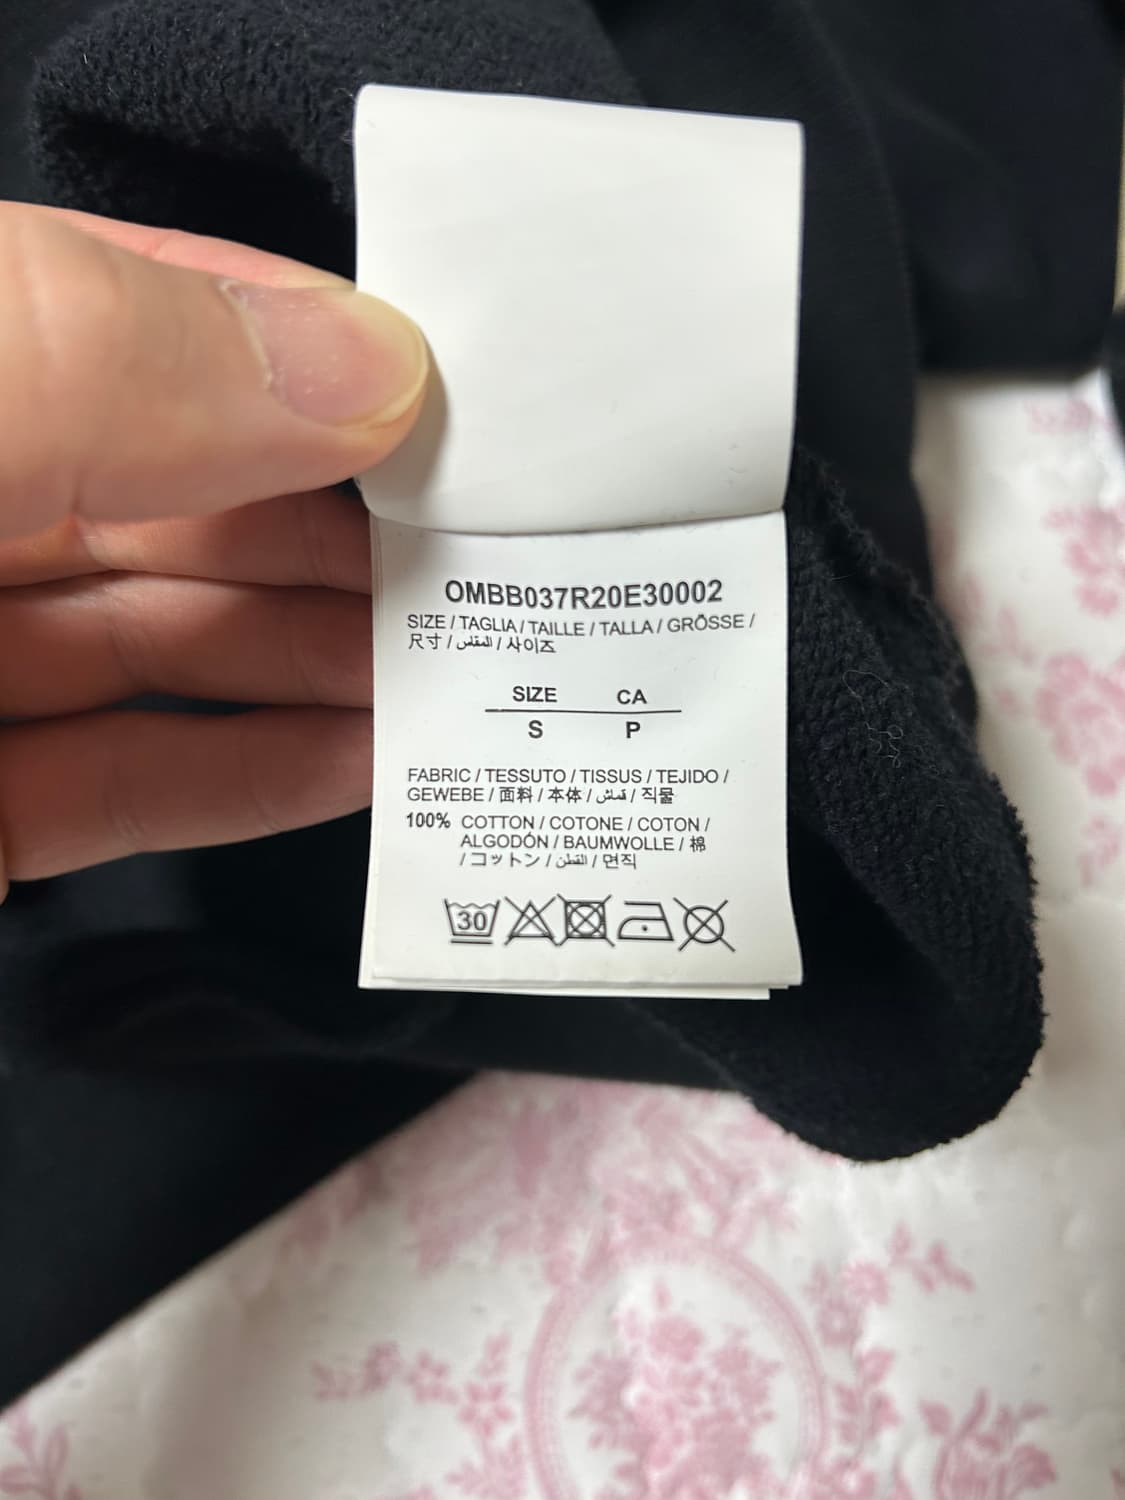 OMBB037R20E30002
SIZE / TAGLIA / TAILLE / TALLA / GRÖSSE /
尺寸 / المقاس / 사이즈
SIZE CA
S P
FABRIC / TESSUTO / TISSUS / TEJIDO /
GEWEBE / 面料 / 本体 / قماش / 직물
100% COTTON / COTONE / COTON /
ALGODÓN / BAUMWOLLE / 棉
/ コットン / القطن / 면직
30